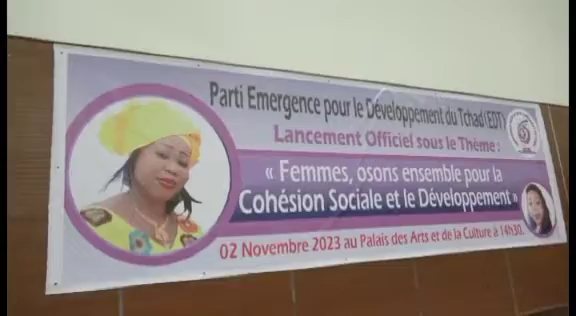 Parti Emergence pour le Développement du Tchad (EDT)
Lancement Officiel sous le Thème :
« Femmes, osons ensemble pour la
Cohésion Sociale et le Développement »
02 Novembre 2023 au Palais des Arts et de la Culture à 14h30.